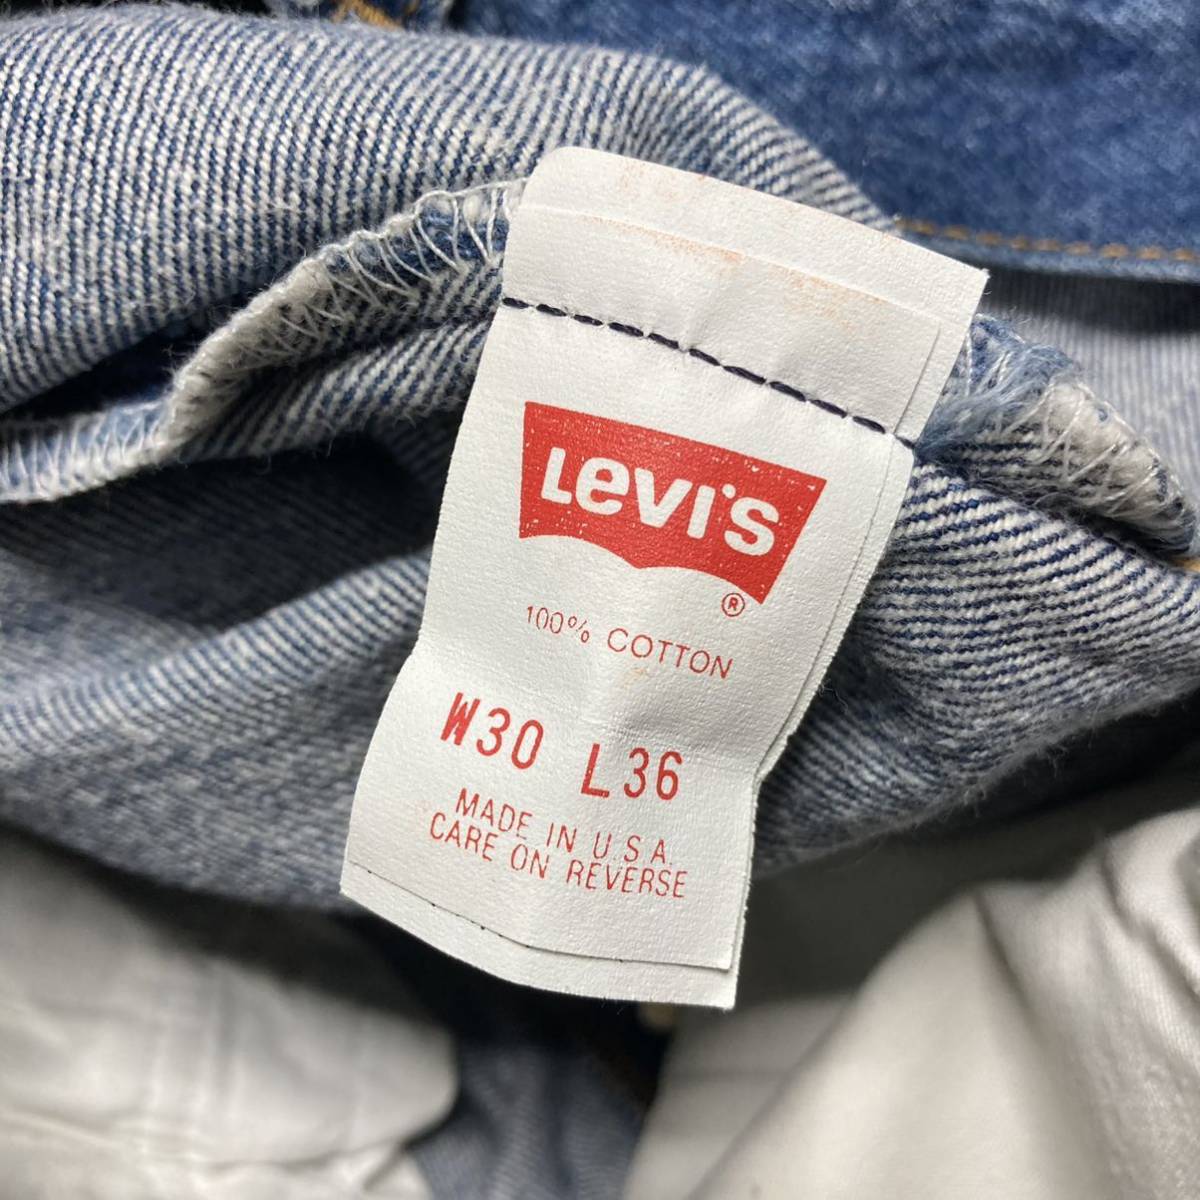 LEVI'S
®
100% COTTON
W30 L36
MADE IN U.S.A.
CARE ON REVERSE